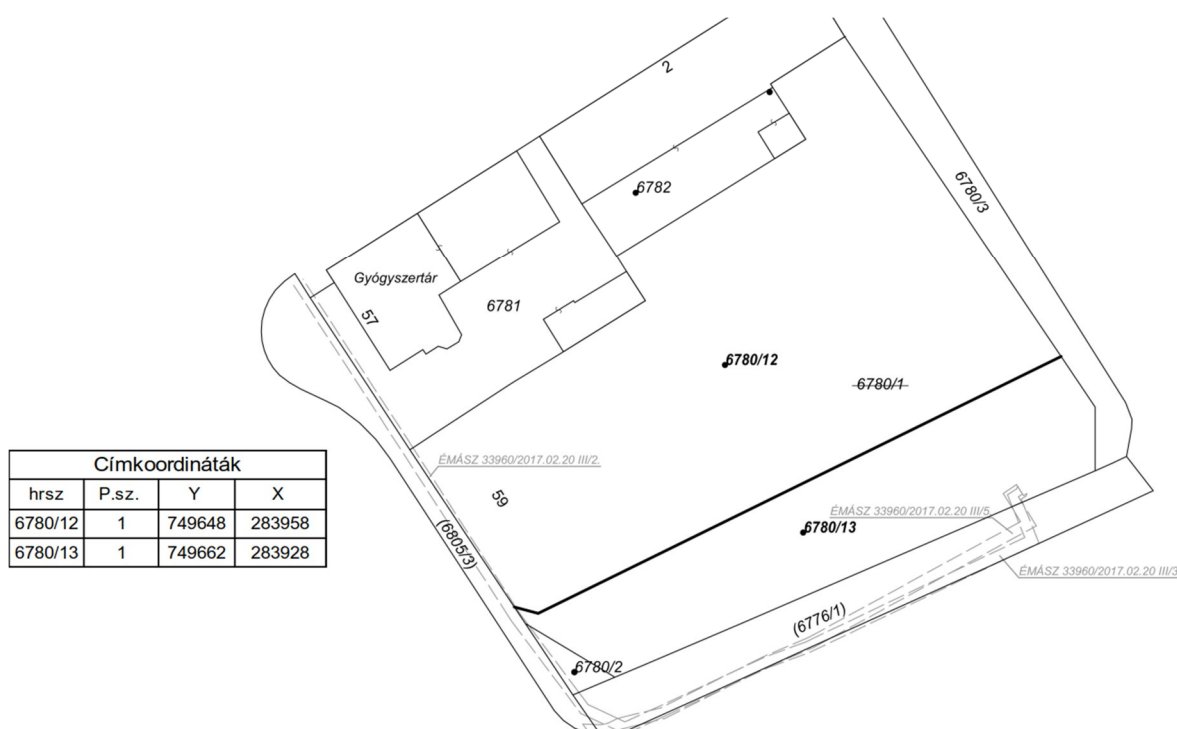 2
6780/3
6782
Gyógyszertár
57
6781
6780/12
6780/1
ÉMÁSZ 33960/2017.02.20 III/2.
59
(6805/3)
ÉMÁSZ 33960/2017.02.20 III/5.
6780/13
ÉMÁSZ 33960/2017.02.20 III/3
(6776/1)
6780/2
Címkoordináták
hrsz P.sz. Y X
6780/12 1 749648 283958
6780/13 1 749662 283928